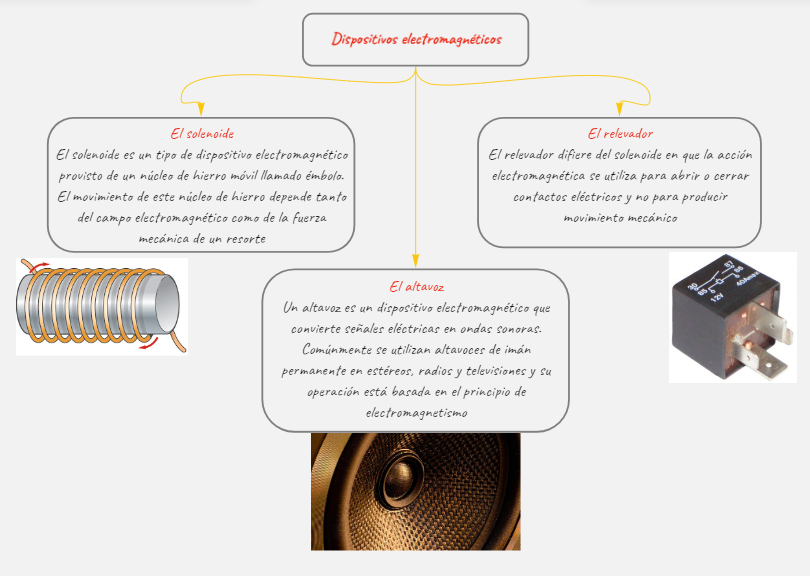 Dispositivos electromagnéticos
El solenoide
El solenoide es un tipo de dispositivo electromagnético
provisto de un núcleo de hierro móvil llamado émbolo.
El movimiento de este núcleo de hierro depende tanto
del campo electromagnético como de la fuerza
mecánica de un resorte
El relevador
El relevador difiere del solenoide en que la acción
electromagnética se utiliza para abrir o cerrar
contactos eléctricos y no para producir
movimiento mecánico
El altavoz
Un altavoz es un dispositivo electromagnético que
convierte señales eléctricas en ondas sonoras.
Comúnmente se utilizan altavoces de imán
permanente en estéreos, radios y televisiones y su
operación está basada en el principio de
electromagnetismo
87
30
86
85
12V